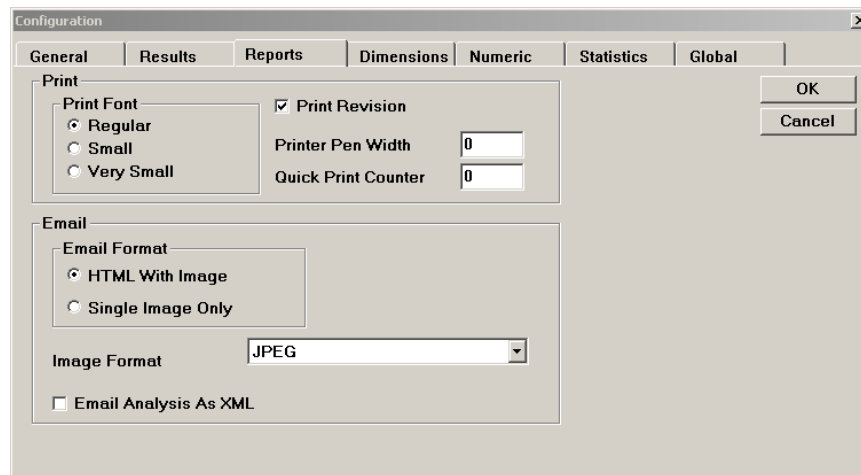 Configuration
General Results Reports Dimensions Numeric Statistics Global
Print
Print Font
Regular
Small
Very Small
Print Revision
Printer Pen Width 0
Quick Print Counter 0
OK
Cancel
Email
Email Format
HTML With Image
Single Image Only
Image Format JPEG
Email Analysis As XML